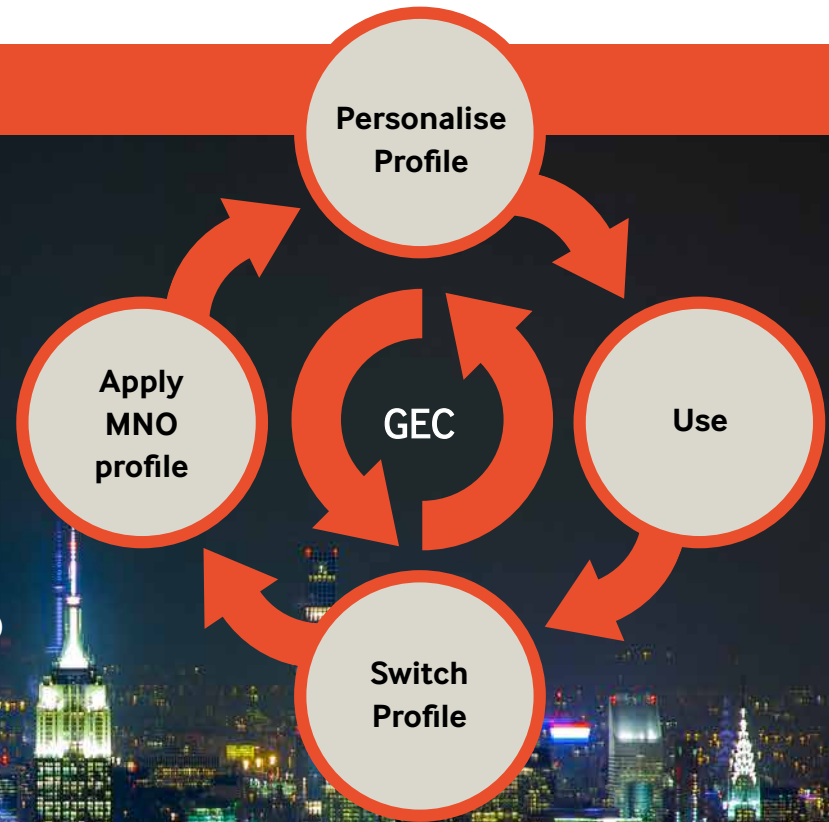 Personalise
Profile
Apply
MNO
profile
GEC
Use
Switch
Profile